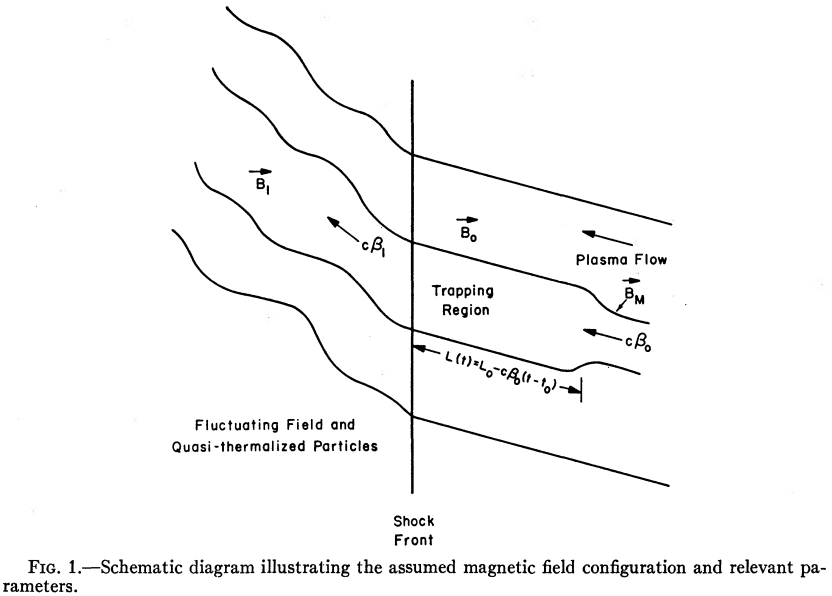 B₁
B₀
cβ₁
Plasma Flow
Trapping
Region
B_M
cβ₀
L(t)=L₀-cβ₀(t-t₀)
Fluctuating Field and
Quasi-thermalized Particles
Shock
Front
FIG. 1.—Schematic diagram illustrating the assumed magnetic field configuration and relevant pa-
rameters.